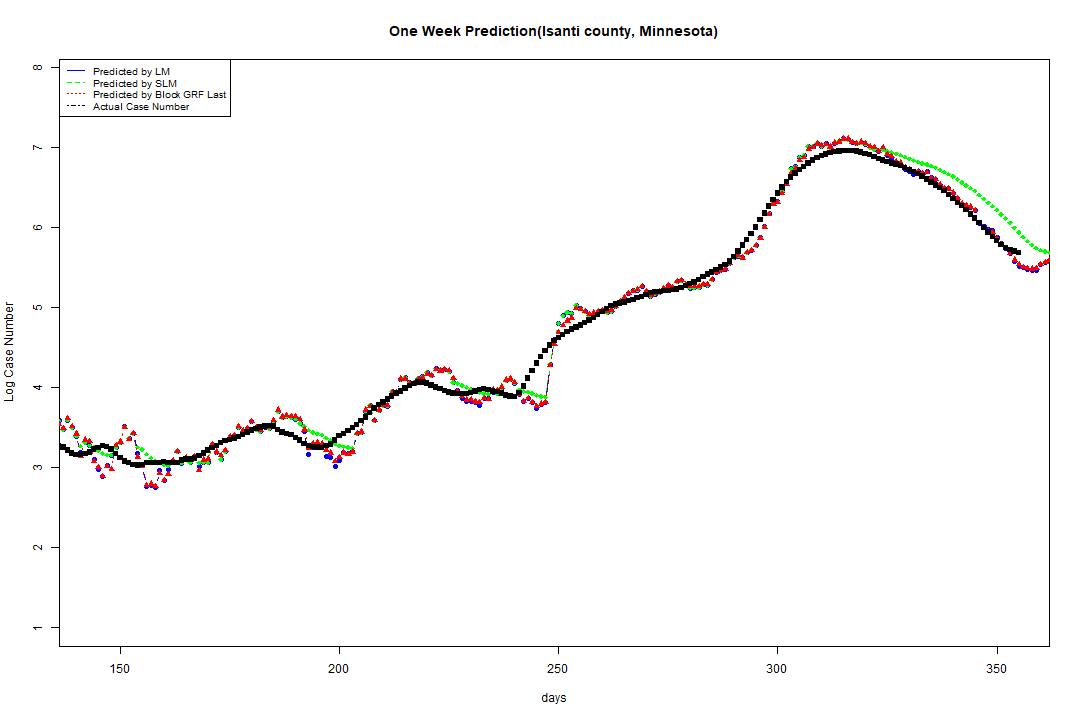 One Week Prediction(Isanti county, Minnesota)
Predicted by LM
Predicted by SLM
Predicted by Block GRF Last
Actual Case Number
8
7
6
5
4
3
2
1
Log Case Number
150 200 250 300 350
days